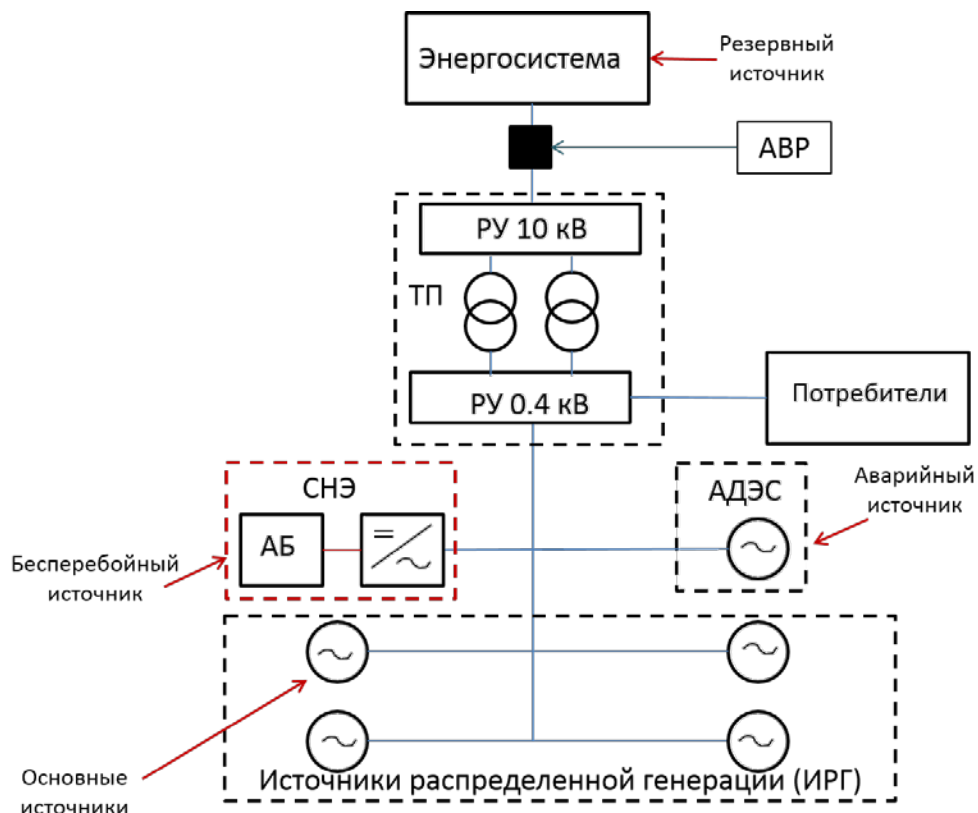 Энергосистема
Резервный
источник
АВР
РУ 10 кВ
ТП
РУ 0.4 кВ
Потребители
СНЭ
АДЭС
Аварийный
источник
АБ
Бесперебойный
источник
Источники распределенной генерации (ИРГ)
Основные
источники